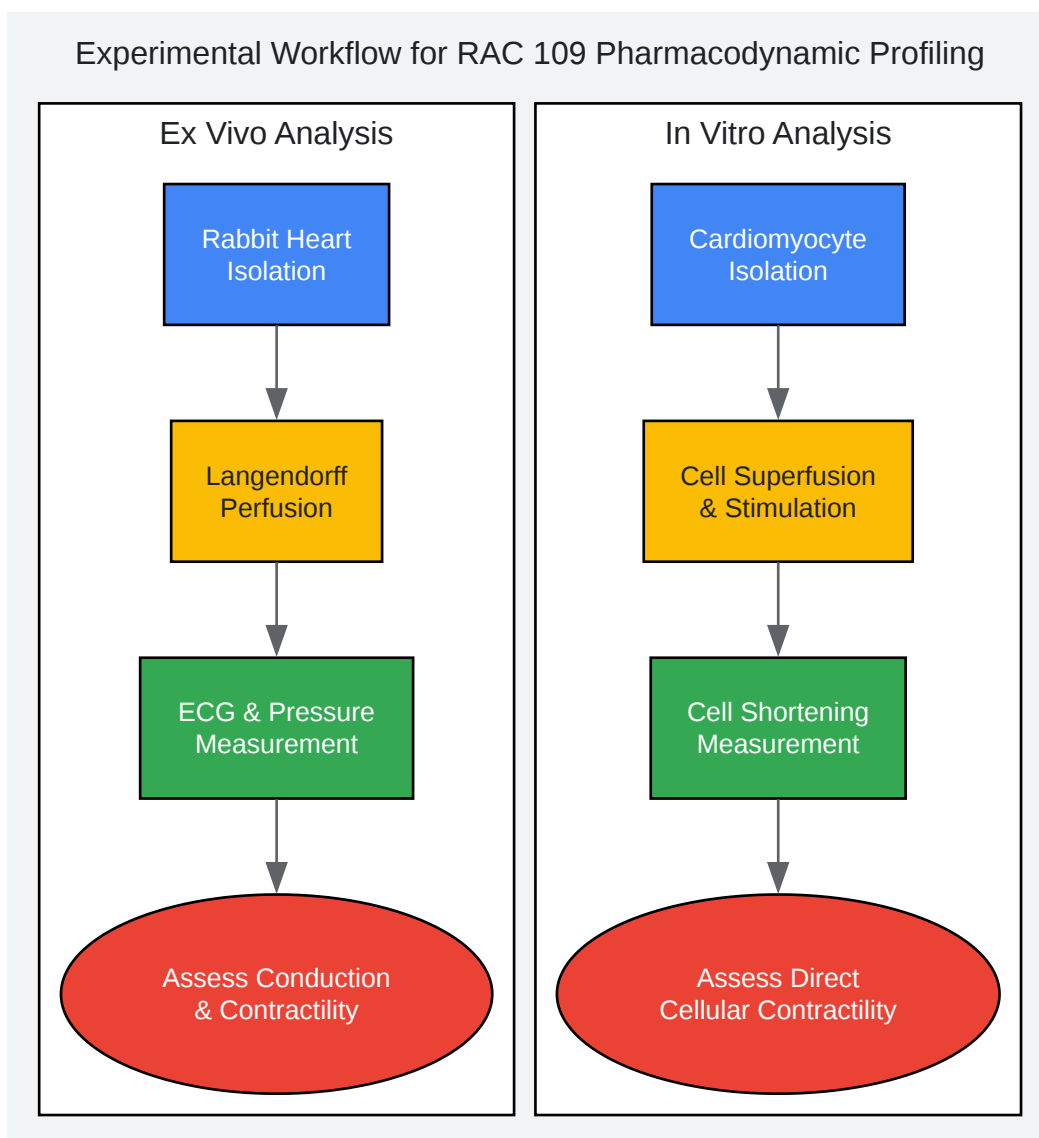 Experimental Workflow for RAC 109 Pharmacodynamic Profiling
Ex Vivo Analysis
Rabbit Heart
Isolation
Langendorff
Perfusion
ECG & Pressure
Measurement
Assess Conduction
& Contractility
In Vitro Analysis
Cardiomyocyte
Isolation
Cell Superfusion
& Stimulation
Cell Shortening
Measurement
Assess Direct
Cellular Contractility